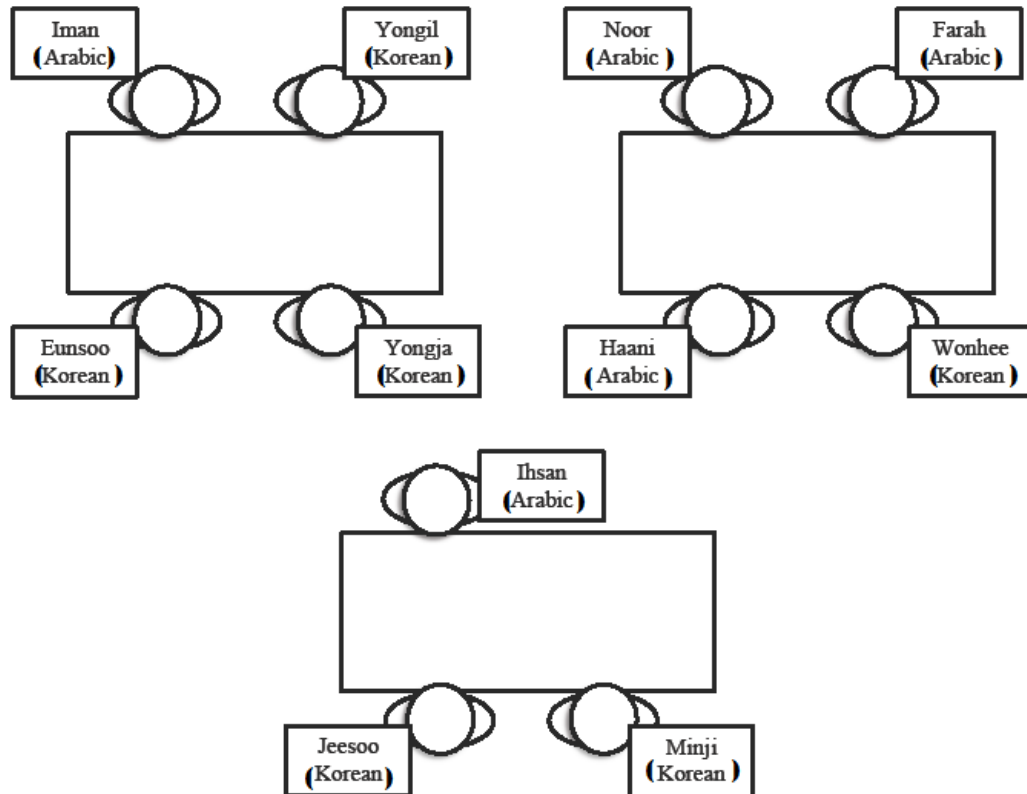 Iman
(Arabic)
Yongil
(Korean)
Noor
(Arabic)
Farah
(Arabic)
Eunsoo
(Korean)
Yongja
(Korean)
Haani
(Arabic)
Wonhee
(Korean)
Ihsan
(Arabic)
Jeesoo
(Korean)
Minji
(Korean)